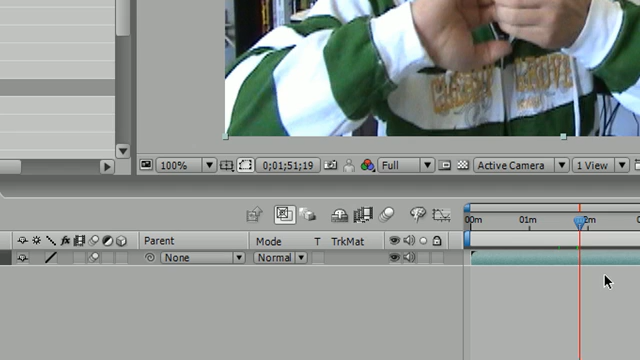 100%
0;01;51;19
Full
Active Camera
1 View
00m
01m
2m
Parent
Mode
T
TrkMat
None
Normal